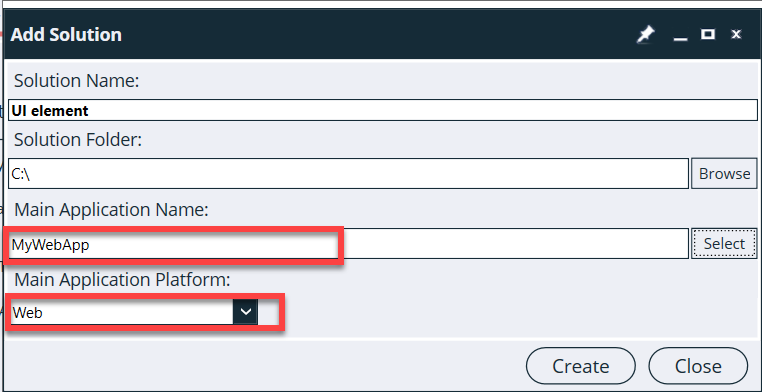 Add Solution
Solution Name:
UI element
Solution Folder:
C:\
Browse
Main Application Name:
MyWebApp
Select
Main Application Platform:
Web
Create
Close